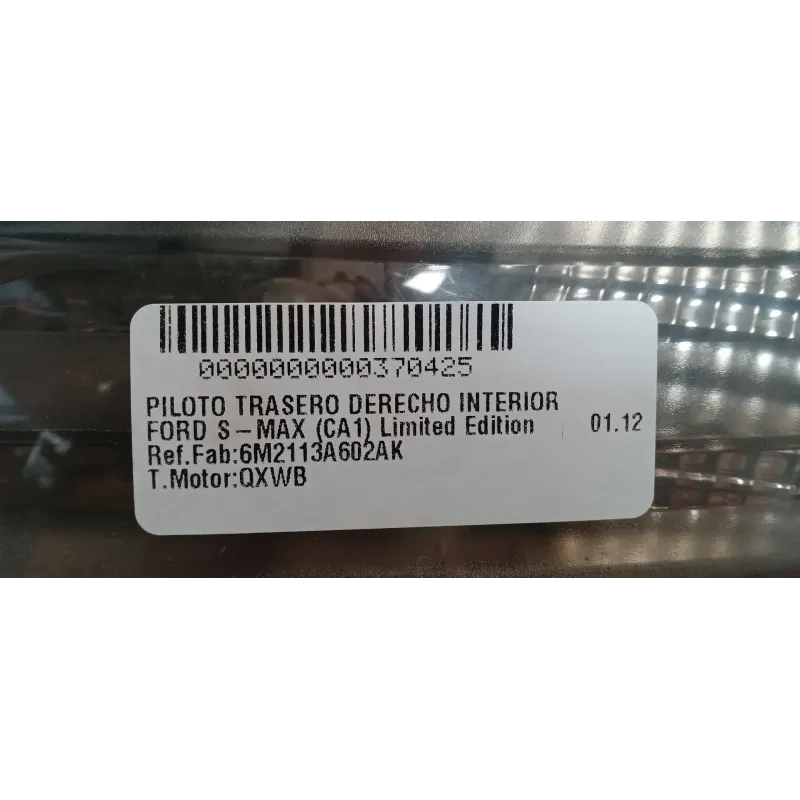 0000000000370425
PILOTO TRASERO DERECHO INTERIOR
FORD S-MAX (CA1) Limited Edition 01.12
Ref.Fab:6M2113A602AK
T.Motor:QXWB